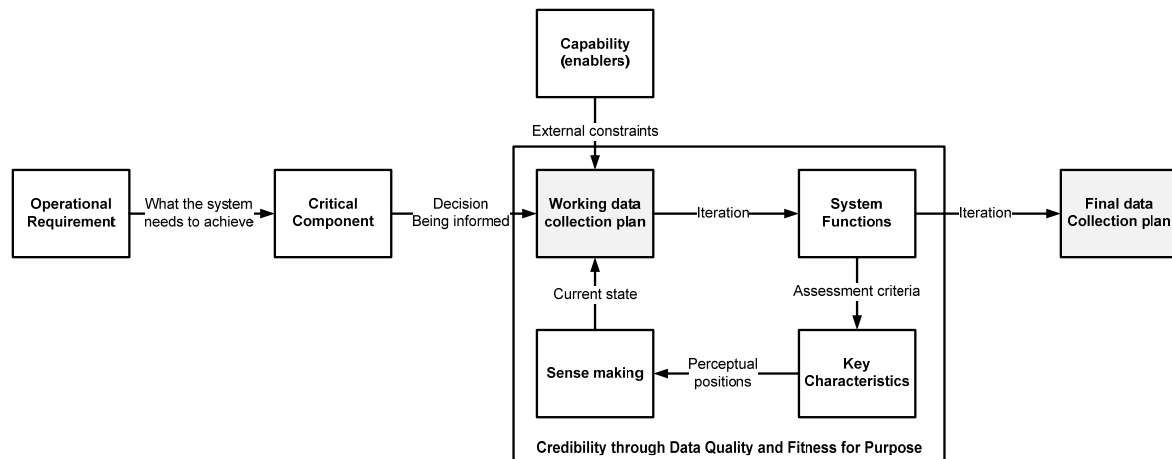 Capability
(enablers)
External constraints
Operational
Requirement
What the system
needs to achieve
Critical
Component
Decision
Being informed
Working data
collection plan
Iteration
System
Functions
Iteration
Final data
Collection plan
Current state
Assessment criteria
Sense making
Perceptual
positions
Key
Characteristics
Credibility through Data Quality and Fitness for Purpose